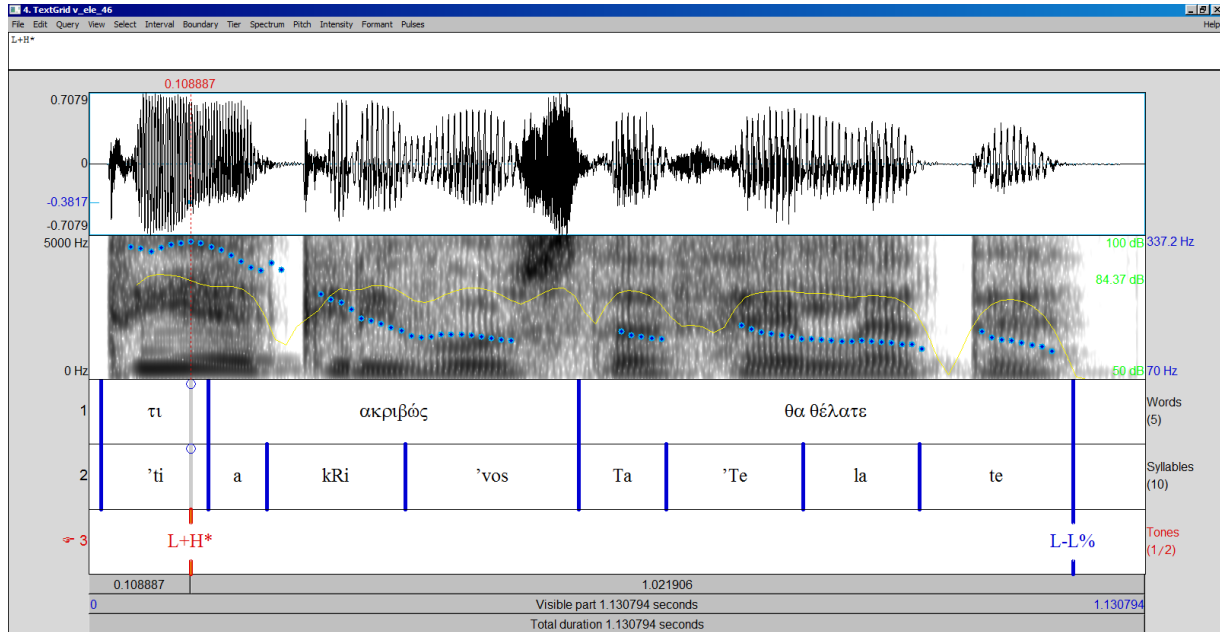 4. TextGrid v_ele_46
File Edit Query View Select Interval Boundary Tier Spectrum Pitch Intensity Formant Pulses Help
L+H*
0.108887
0.7079
0
-0.3817
-0.7079
5000 Hz 100 dB 337.2 Hz
84.37 dB
0 Hz 50 dB 70 Hz
1 τι ακριβώς θα θέλατε Words
(5)
2 'ti a kRi 'vos Ta 'Te la te Syllables
(10)
3 L+H* L-L% Tones
(1/2)
0.108887 1.021906
0 Visible part 1.130794 seconds 1.130794
Total duration 1.130794 seconds